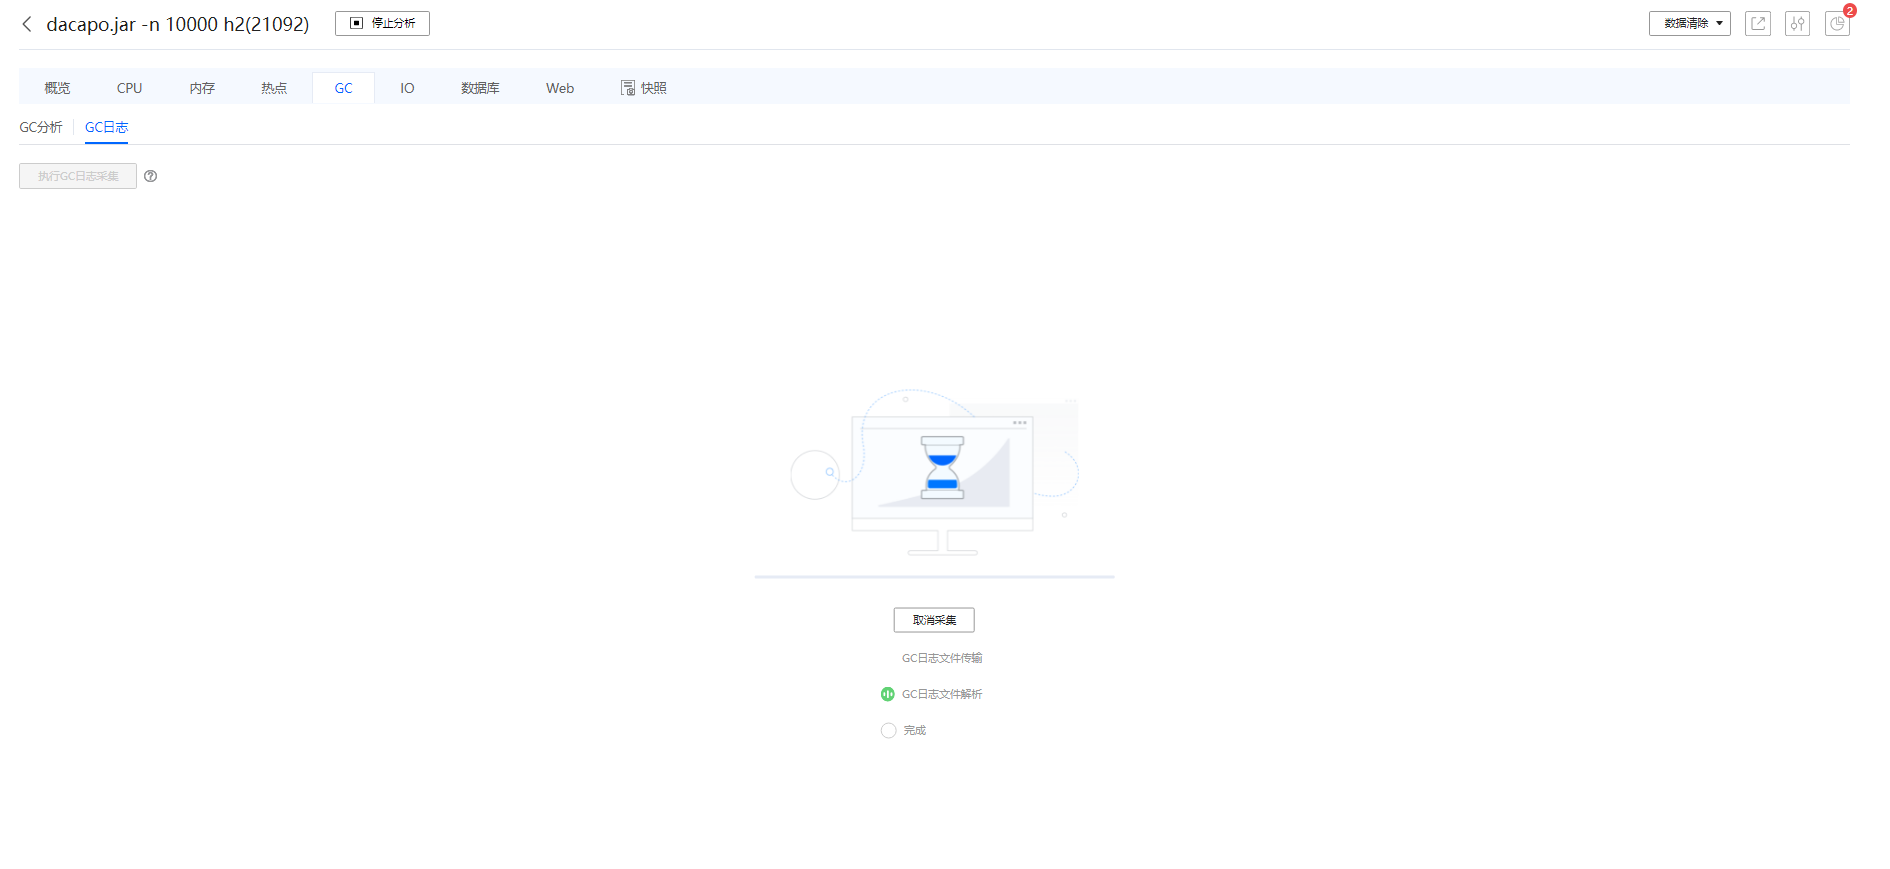 dacapo.jar -n 10000 h2(21092) 停止分析 数据清除 2
概览 CPU 内存 热点 GC IO 数据库 Web 快照
GC分析 GC日志
执行GC日志采集 ?
取消采集
GC日志文件传输
GC日志文件解析
完成